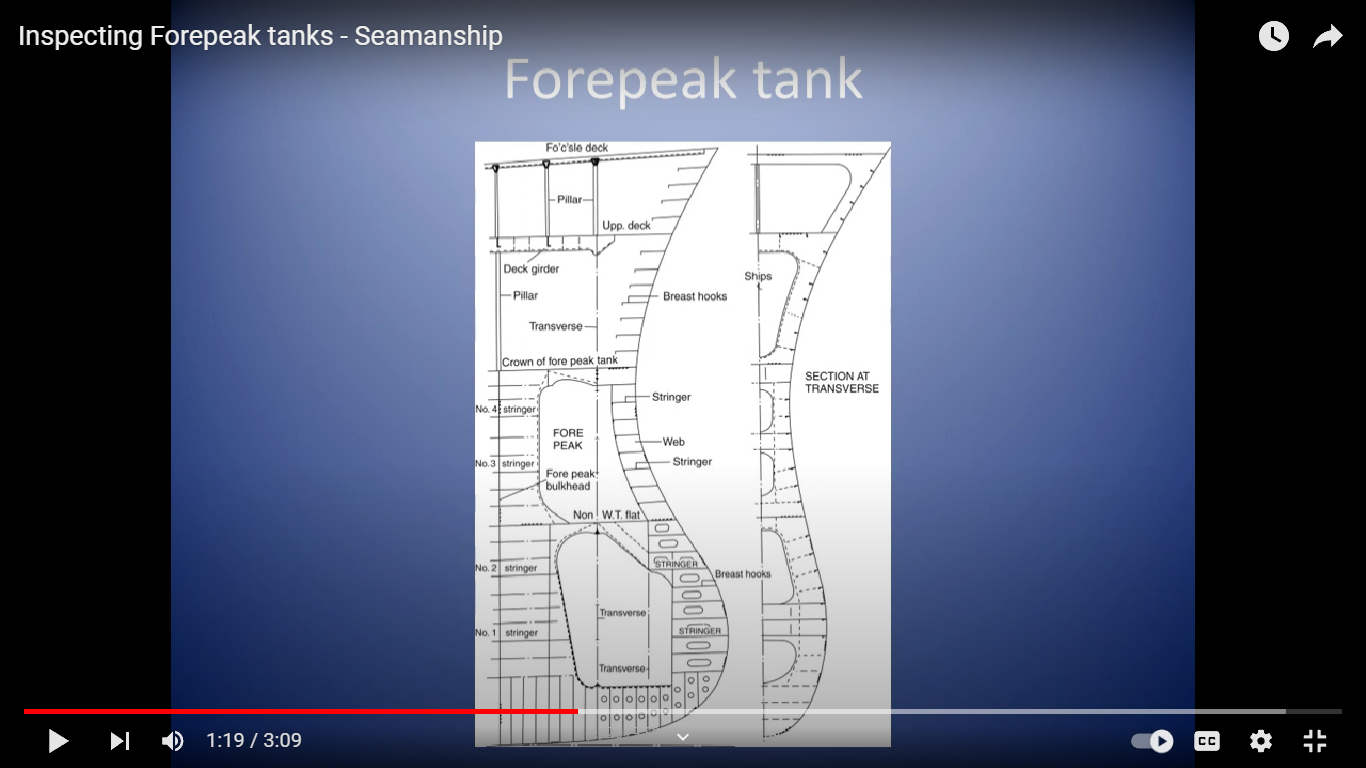 Inspecting Forepeak tanks - Seamanship
Forepeak tank
Fo'c'sle deck
Pillar
Upp. deck
Deck girder
Ships
Pillar
Breast hooks
Transverse
Crown of fore peak tank
SECTION AT
TRANSVERSE
Stringer
No. 4 stringer
FORE
PEAK
Web
No.3 stringer
Stringer
Fore peak
bulkhead
Non W.T. flat
No. 2 stringer
STRINGER
Breast hooks
Transverse
No. 1 stringer
STRINGER
Transverse
1:19 / 3:09
CC